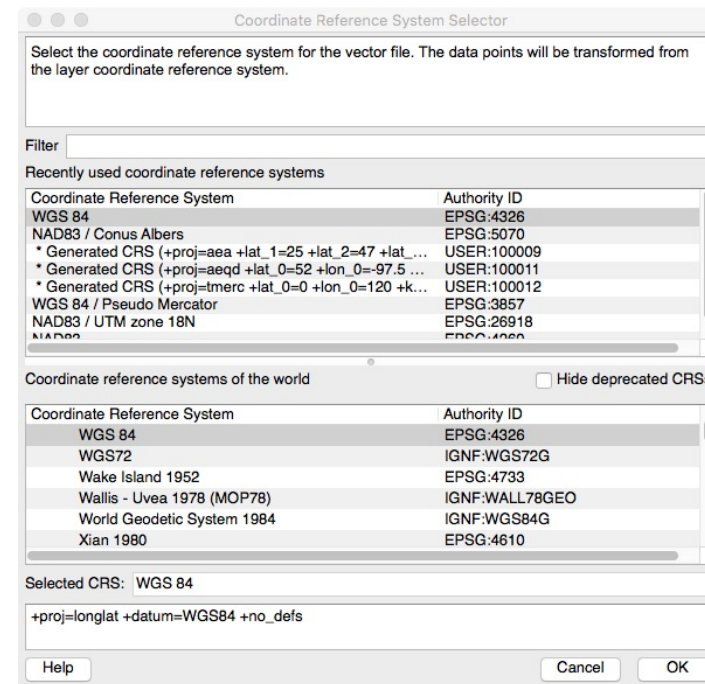 Coordinate Reference System Selector
Select the coordinate reference system for the vector file. The data points will be transformed from
the layer coordinate reference system.
Filter
Recently used coordinate reference systems
Coordinate Reference System Authority ID
WGS 84 EPSG:4326
NAD83 / Conus Albers EPSG:5070
* Generated CRS (+proj=aea +lat_1=25 +lat_2=47 +lat_... USER:100009
* Generated CRS (+proj=aeqd +lat_0=52 +lon_0=-97.5 ... USER:100011
* Generated CRS (+proj=tmerc +lat_0=0 +lon_0=120 +k... USER:100012
WGS 84 / Pseudo Mercator EPSG:3857
NAD83 / UTM zone 18N EPSG:26918
NAD83 EPSG:4269
Coordinate reference systems of the world Hide deprecated CRS
Coordinate Reference System Authority ID
WGS 84 EPSG:4326
WGS72 IGNF:WGS72G
Wake Island 1952 EPSG:4733
Wallis - Uvea 1978 (MOP78) IGNF:WALL78GEO
World Geodetic System 1984 IGNF:WGS84G
Xian 1980 EPSG:4610
Selected CRS: WGS 84
+proj=longlat +datum=WGS84 +no_defs
Help Cancel OK